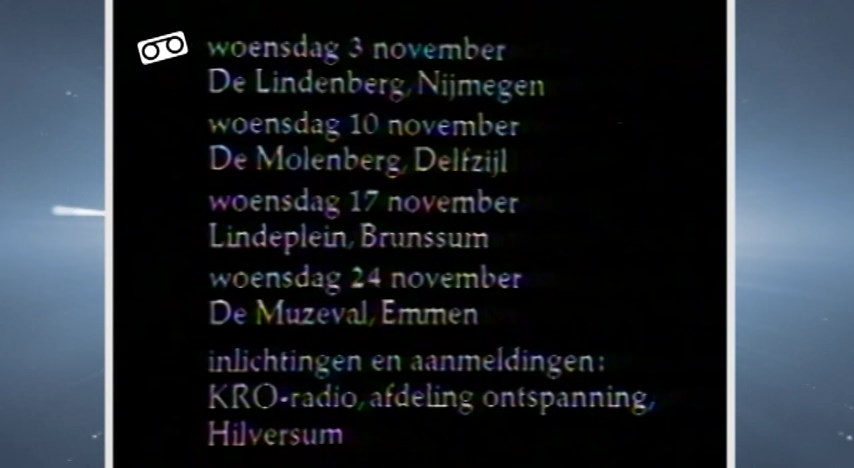 woensdag 3 november
De Lindenberg, Nijmegen
woensdag 10 november
De Molenberg, Delfzijl
woensdag 17 november
Lindeplein, Brunssum
woensdag 24 november
De Muzeval, Emmen
inlichtingen en aanmeldingen:
KRO-radio, afdeling ontspanning,
Hilversum